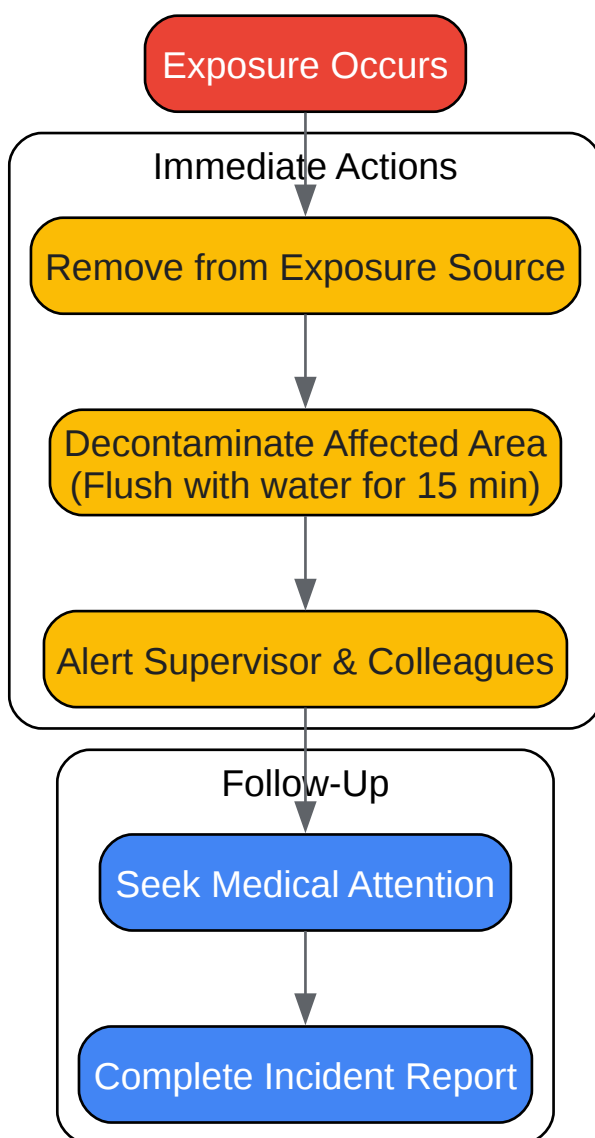 Exposure Occurs
Immediate Actions
Remove from Exposure Source
Decontaminate Affected Area
(Flush with water for 15 min)
Alert Supervisor & Colleagues
Follow-Up
Seek Medical Attention
Complete Incident Report